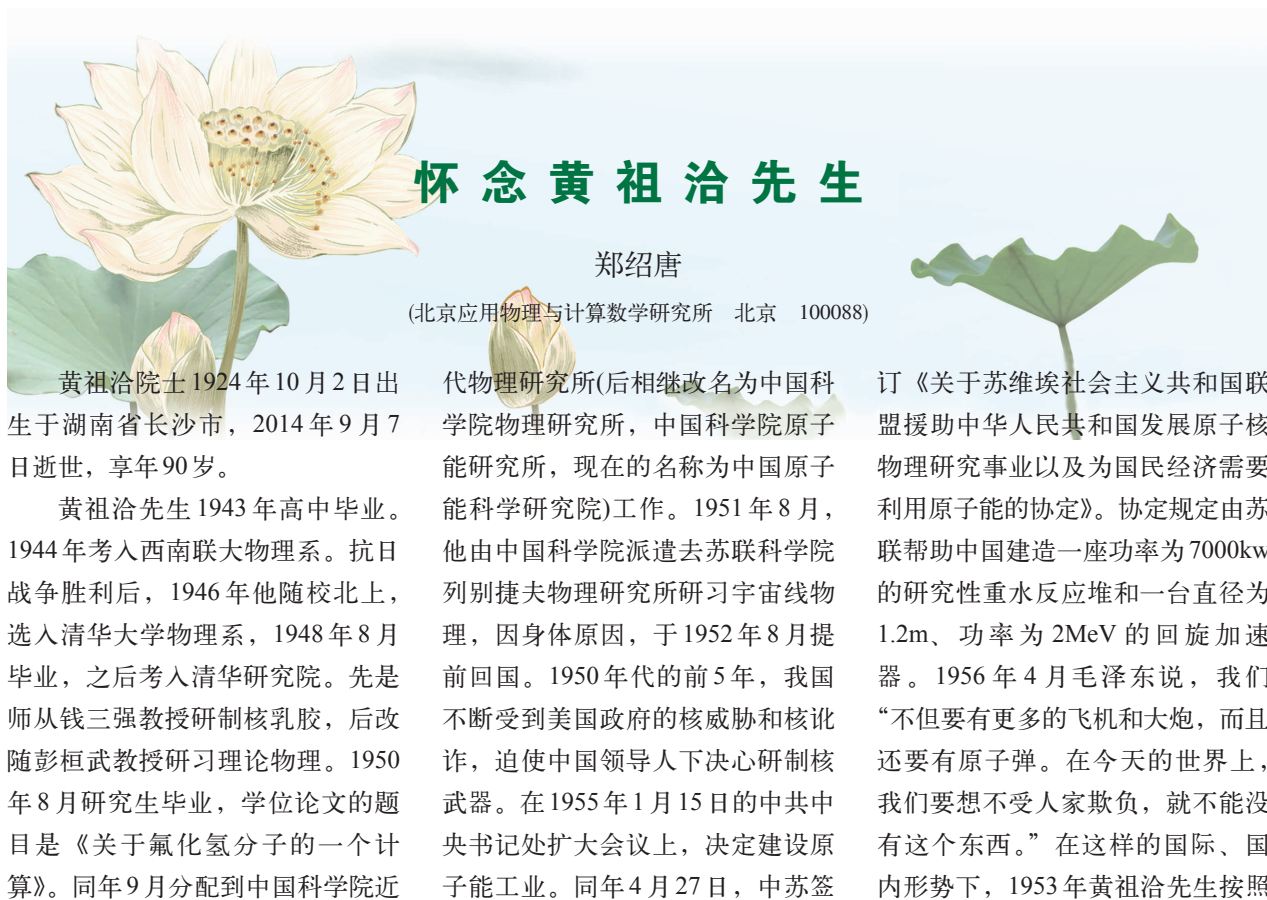 怀念黄祖洽先生
郑绍唐
(北京应用物理与计算数学研究所 北京 100088)
黄祖洽院士1924年10月2日出
生于湖南省长沙市，2014年9月7
日逝世，享年90岁。
黄祖洽先生1943年高中毕业。
1944年考入西南联大物理系。抗日
战争胜利后，1946年他随校北上，
选入清华大学物理系，1948年8月
毕业，之后考入清华研究院。先是
师从钱三强教授研制核乳胶，后改
随彭桓武教授研习理论物理。1950
年8月研究生毕业，学位论文的题
目是《关于氟化氢分子的一个计
算》。同年9月分配到中国科学院近
代物理研究所(后相继改名为中国科
学院物理研究所，中国科学院原子
能研究所，现在的名称为中国原子
能科学研究院)工作。1951年8月，
他由中国科学院派遣去苏联科学院
列别捷夫物理研究所研习宇宙线物
理，因身体原因，于1952年8月提
前回国。1950年代的前5年，我国
不断受到美国政府的核威胁和核讹
诈，迫使中国领导人下决心研制核
武器。在1955年1月15日的中共中
央书记处扩大会议上，决定建设原
子能工业。同年4月27日，中苏签
订《关于苏维埃社会主义共和国联
盟援助中华人民共和国发展原子核
物理研究事业以及为国民经济需要
利用原子能的协定》。协定规定由苏
联帮助中国建造一座功率为7000kw
的研究性重水反应堆和一台直径为
1.2m、功率为2MeV的回旋加速
器。1956年4月毛泽东说，我们
“不但要有更多的飞机和大炮，而且
还要有原子弹。在今天的世界上，
我们要想不受人家欺负，就不能没
有这个东西。”在这样的国际、国
内形势下，1953年黄祖洽先生按照